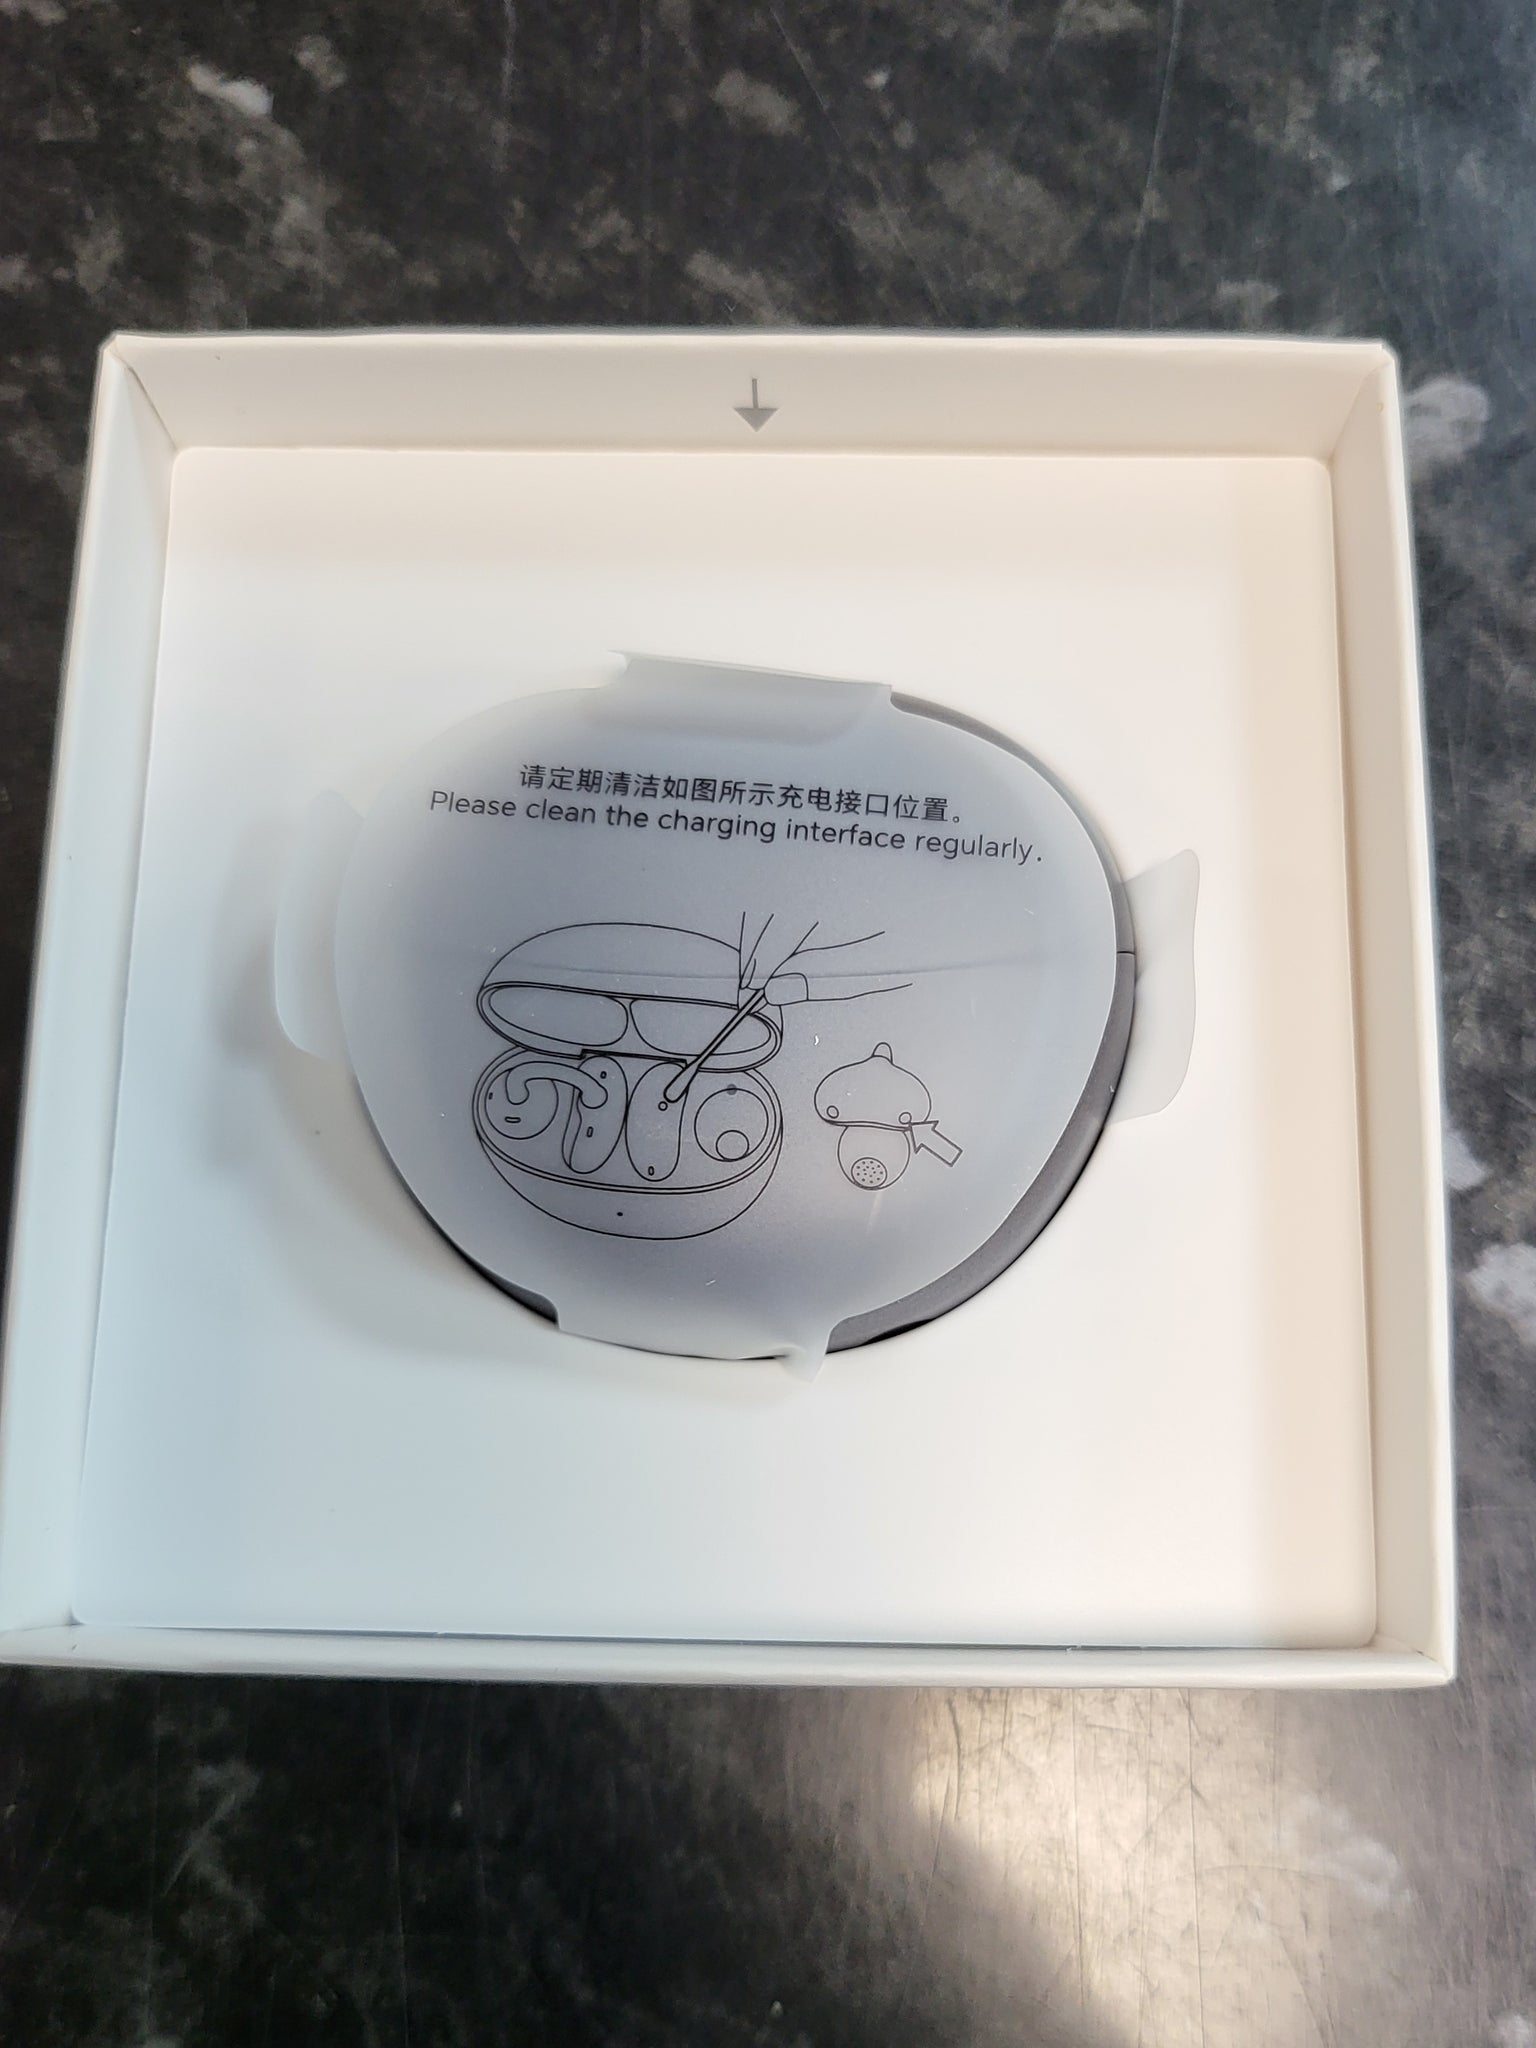 请定期清洁如图所示充电接口位置。
Please clean the charging interface regularly.